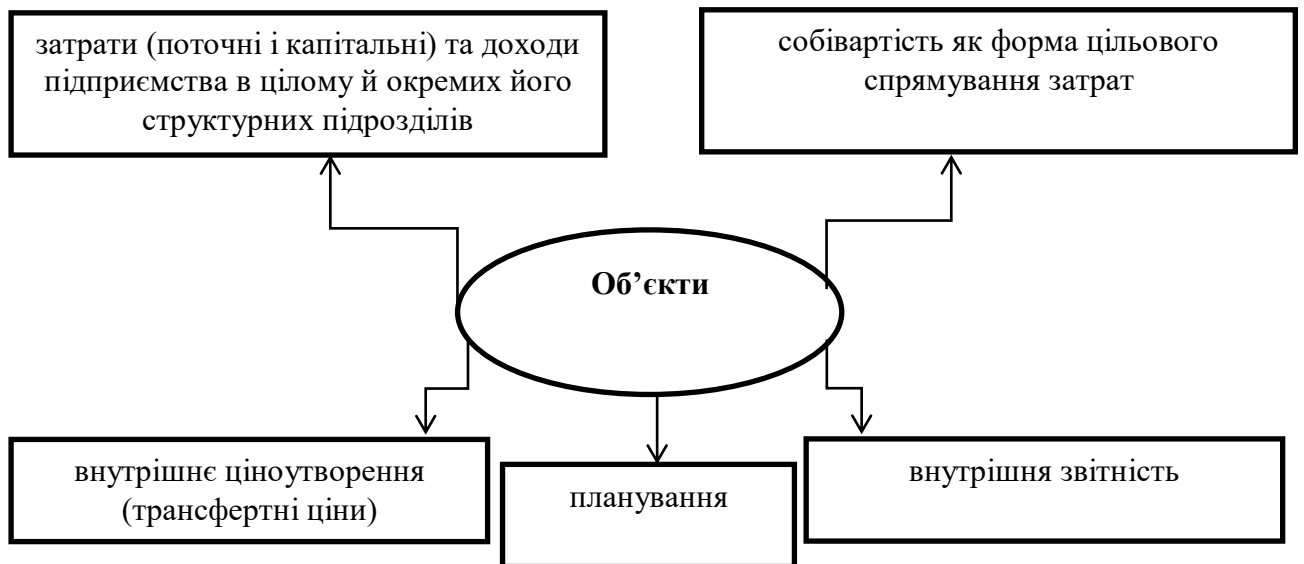 затрати (поточні і капітальні) та доходи
підприємства в цілому й окремих його
структурних підрозділів
собівартість як форма цільового
спрямування затрат
Об’єкти
внутрішнє ціноутворення
(трансфертні ціни)
планування
внутрішня звітність